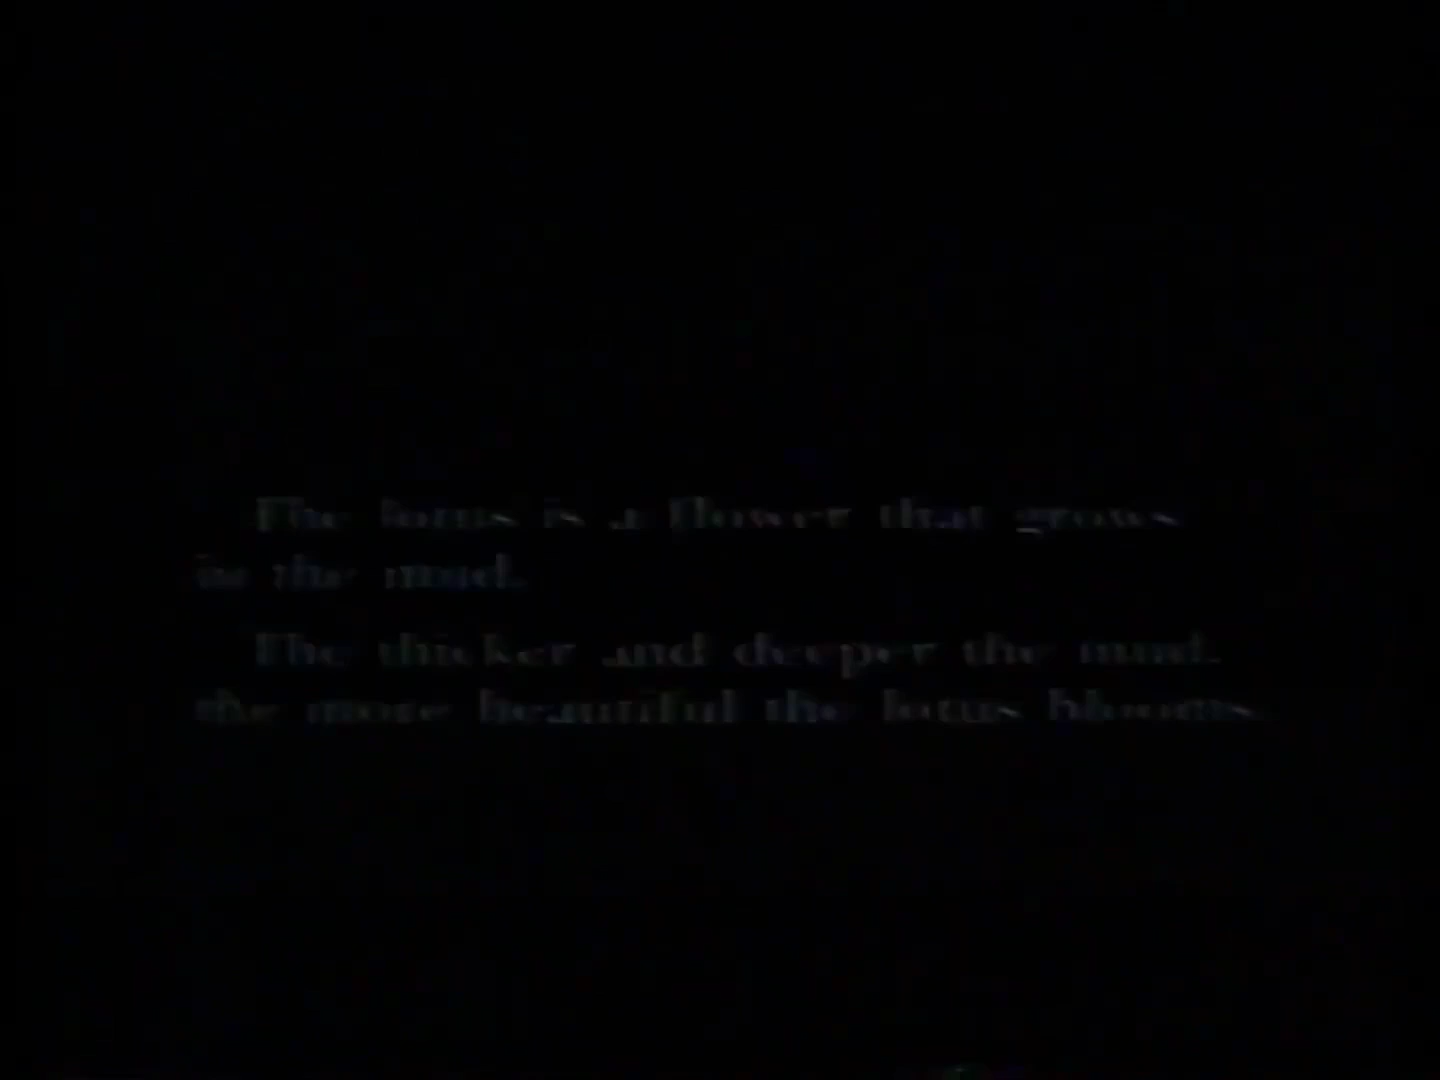 The lotus is a flower that grows
in the mud.
The thicker and deeper the mud,
the more beautiful the lotus blooms